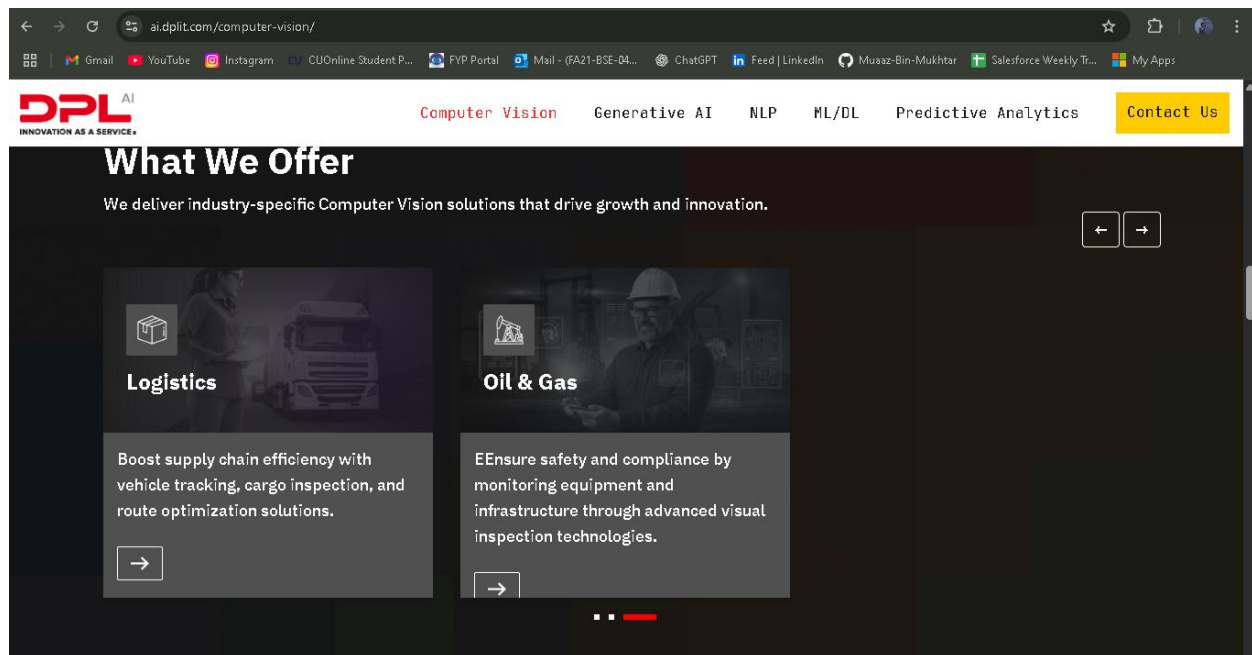 ai.dplit.com/computer-vision/
Gmail YouTube Instagram CUOnline Student P... FYP Portal Mail - (FA21-BSE-04... ChatGPT Feed | LinkedIn Muaaz-Bin-Mukhtar Salesforce Weekly Tr... My Apps
DPL AI
INNOVATION AS A SERVICE
Computer Vision Generative AI NLP ML/DL Predictive Analytics Contact Us
What We Offer
We deliver industry-specific Computer Vision solutions that drive growth and innovation.
Logistics
Boost supply chain efficiency with
vehicle tracking, cargo inspection, and
route optimization solutions.
Oil & Gas
EEnsure safety and compliance by
monitoring equipment and
infrastructure through advanced visual
inspection technologies.